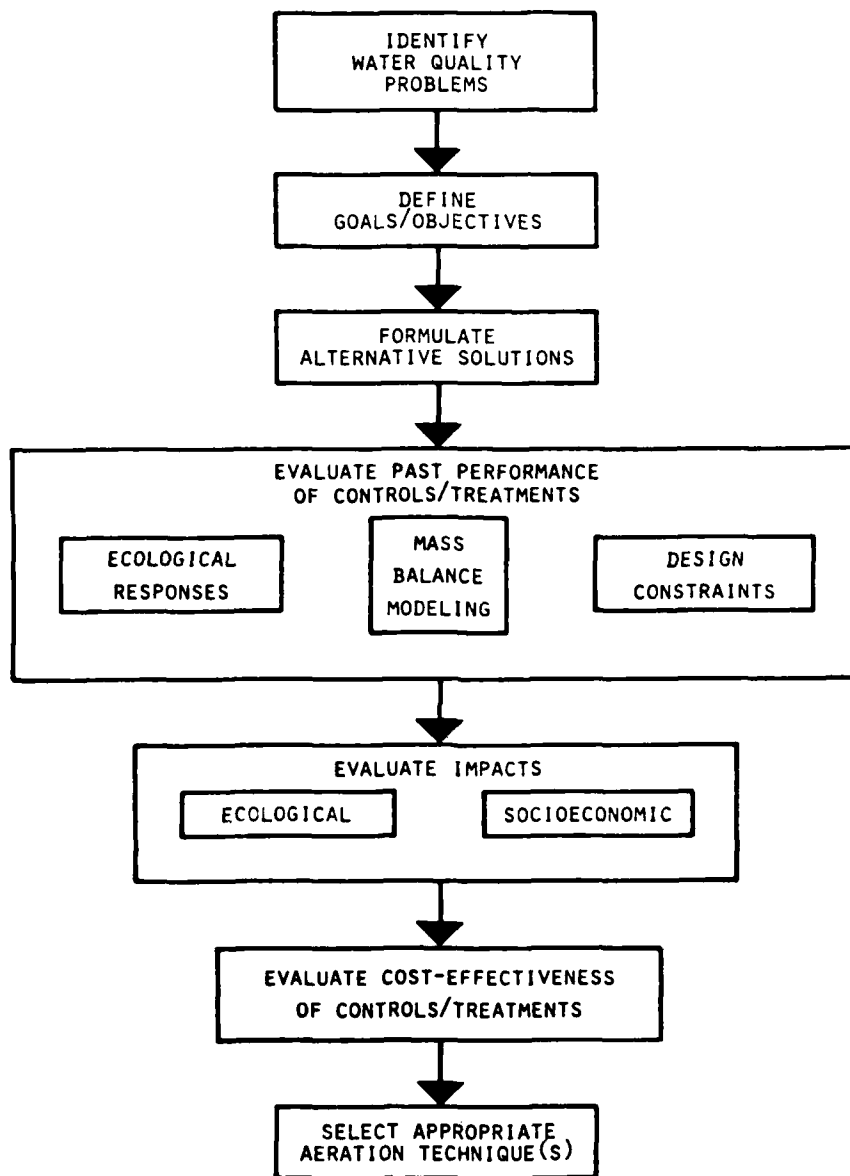 IDENTIFY
WATER QUALITY
PROBLEMS
DEFINE
GOALS/OBJECTIVES
FORMULATE
ALTERNATIVE SOLUTIONS
EVALUATE PAST PERFORMANCE
OF CONTROLS/TREATMENTS
ECOLOGICAL
RESPONSES
MASS
BALANCE
MODELING
DESIGN
CONSTRAINTS
EVALUATE IMPACTS
ECOLOGICAL
SOCIOECONOMIC
EVALUATE COST-EFFECTIVENESS
OF CONTROLS/TREATMENTS
SELECT APPROPRIATE
AERATION TECHNIQUE(S)